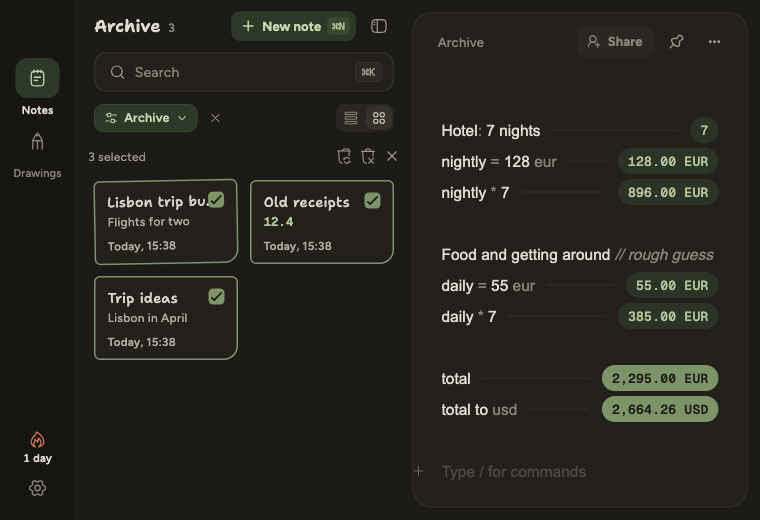 Archive 3
New note ⌘N
Search ⌘K
Archive
Notes
Drawings
3 selected
Lisbon trip bu..
Flights for two
Today, 15:38
Old receipts
12.4
Today, 15:38
Trip ideas
Lisbon in April
Today, 15:38
1 day
Archive
Share
Hotel: 7 nights 7
nightly = 128 eur 128.00 EUR
nightly * 7 896.00 EUR
Food and getting around // rough guess
daily = 55 eur 55.00 EUR
daily * 7 385.00 EUR
total 2,295.00 EUR
total to usd 2,664.26 USD
Type / for commands